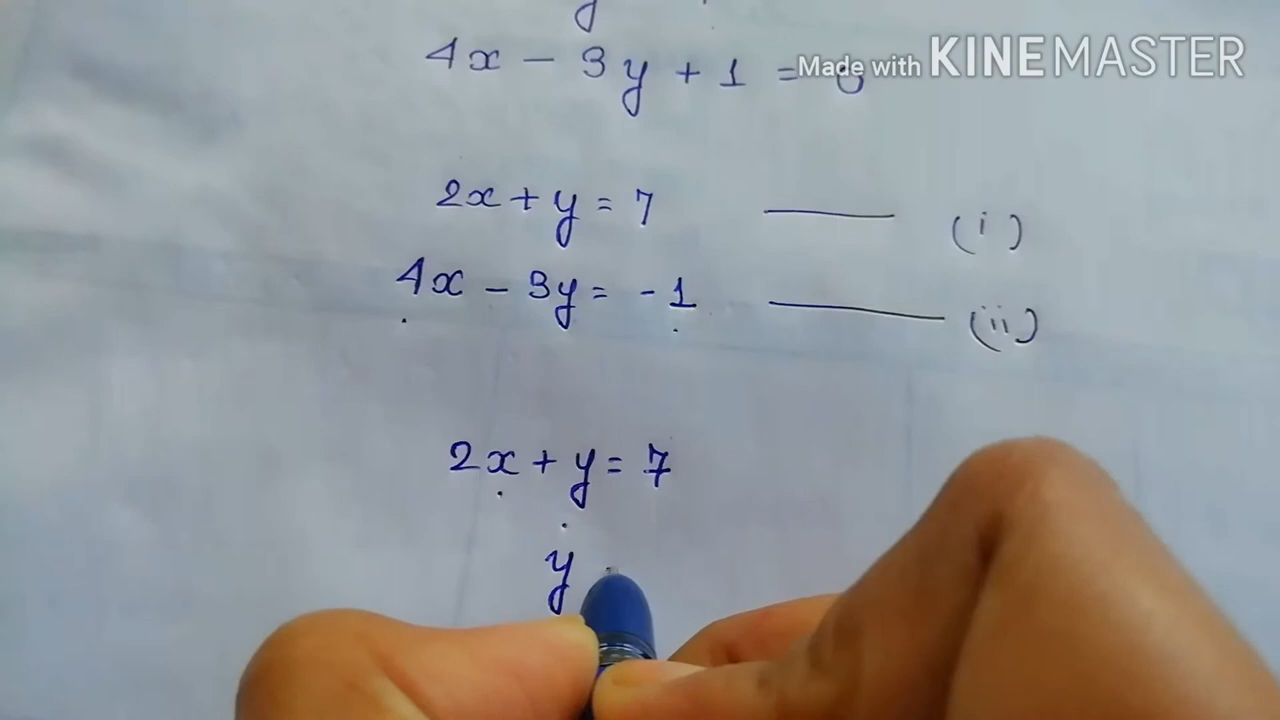 4x - 3y + 1 = 0
Made with KINEMASTER
2x + y = 7 ——— (i)
4x - 3y = -1 ——— (ii)
2x + y = 7
y